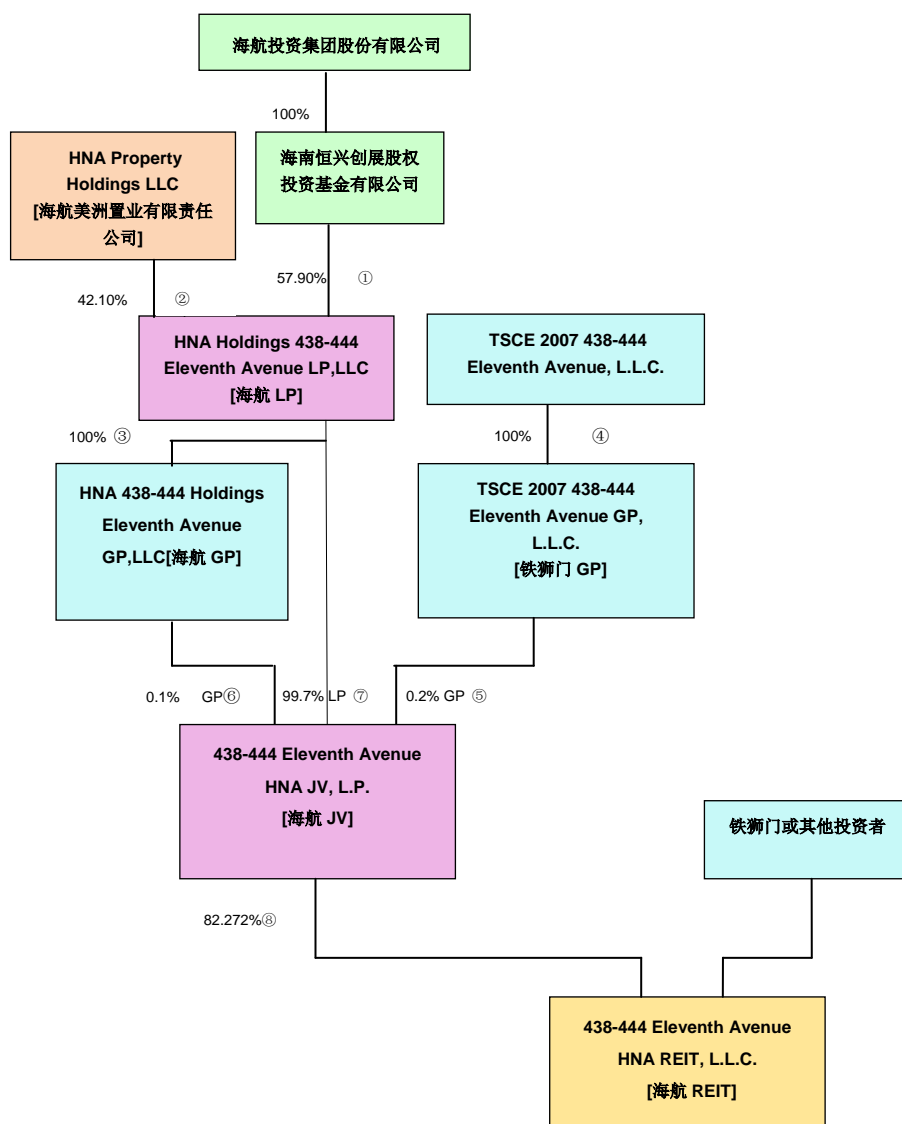 海航投资集团股份有限公司
100%
HNA Property
Holdings LLC
[海航美洲置业有限责任
公司]
海南恒兴创展股权
投资基金有限公司
57.90% ①
42.10% ②
HNA Holdings 438-444
Eleventh Avenue LP,LLC
[海航 LP]
TSCE 2007 438-444
Eleventh Avenue, L.L.C.
100% ③
100% ④
HNA 438-444 Holdings
Eleventh Avenue
GP,LLC[海航 GP]
TSCE 2007 438-444
Eleventh Avenue GP,
L.L.C.
[铁狮门 GP]
0.1% GP⑥
99.7% LP ⑦
0.2% GP ⑤
438-444 Eleventh Avenue
HNA JV, L.P.
[海航 JV]
铁狮门或其他投资者
82.272%⑧
438-444 Eleventh Avenue
HNA REIT, L.L.C.
[海航 REIT]